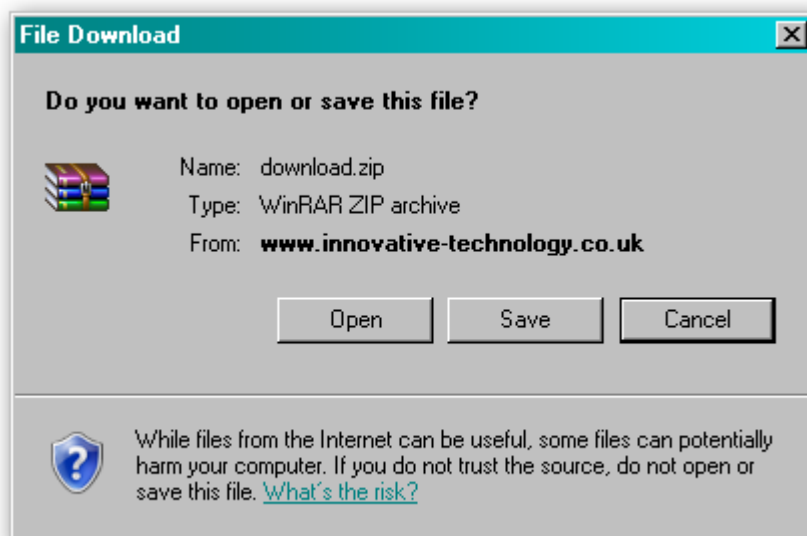 File Download
Do you want to open or save this file?
Name: download.zip
Type: WinRAR ZIP archive
From: www.innovative-technology.co.uk
Open Save Cancel
While files from the Internet can be useful, some files can potentially
harm your computer. If you do not trust the source, do not open or
save this file. What's the risk?